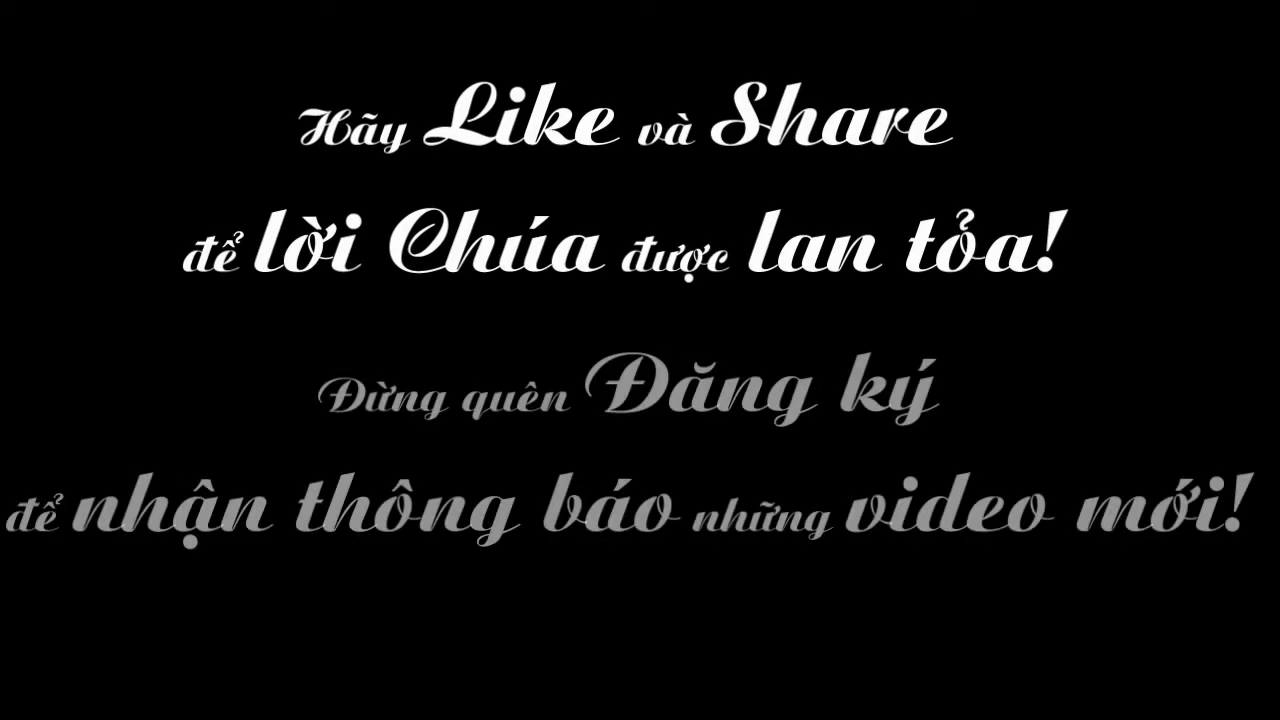 Hãy Like và Share
để lời Chúa được lan tỏa!
Đừng quên Đăng ký
để nhận thông báo những video mới!